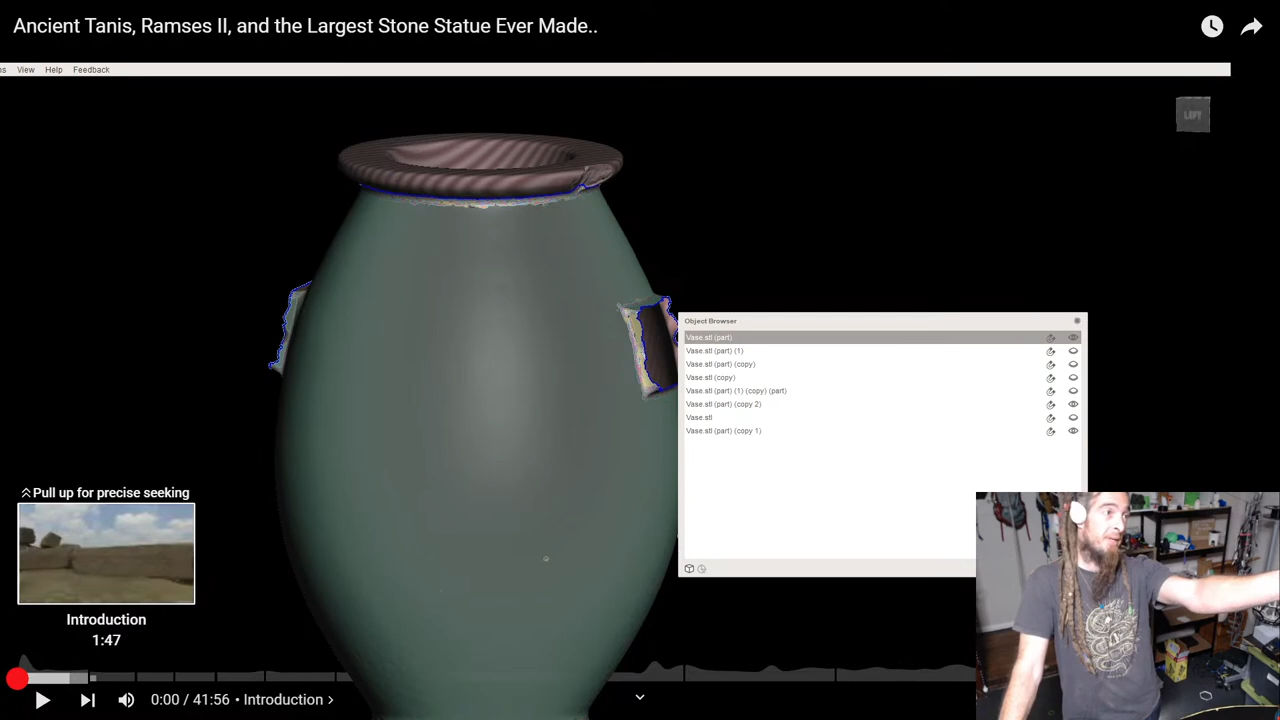 Ancient Tanis, Ramses II, and the Largest Stone Statue Ever Made..
View Help Feedback
LEFT
Object Browser
Vase.stl (part)
Vase.stl (part) (1)
Vase.stl (part) (copy)
Vase.stl (copy)
Vase.stl (part) (1) (copy) (part)
Vase.stl (part) (copy 2)
Vase.stl
Vase.stl (part) (copy 1)
Pull up for precise seeking
Introduction
1:47
0:00 / 41:56 • Introduction